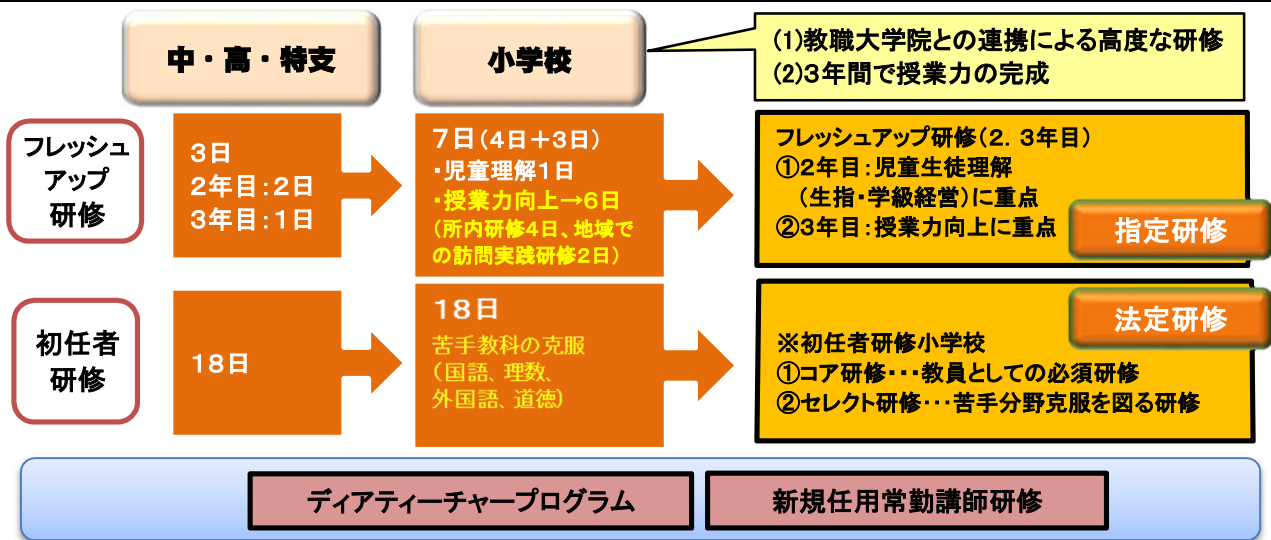 中・高・特支
小学校
(1)教職大学院との連携による高度な研修
(2)3年間で授業力の完成
フレッシュ
アップ
研修
3日
2年目:2日
3年目:1日
7日(4日+3日)
・児童理解1日
・授業力向上→6日
(所内研修4日、地域で
の訪問実践研修2日)
フレッシュアップ研修(2．3年目)
①2年目:児童生徒理解
(生指・学級経営)に重点
②3年目:授業力向上に重点
指定研修
初任者
研修
18日
18日
苦手教科の克服
(国語、理数、
外国語、道徳)
法定研修
※初任者研修小学校
①コア研修・・・教員としての必須研修
②セレクト研修・・・苦手分野克服を図る研修
ディアティーチャープログラム
新規任用常勤講師研修